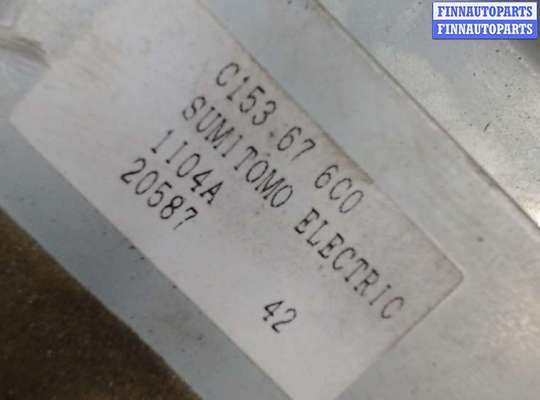 FINNAUTOPARTS
FINNAUTOPARTS
C153 67 6C0
SUMITOMO ELECTRIC
1104A
20587
42